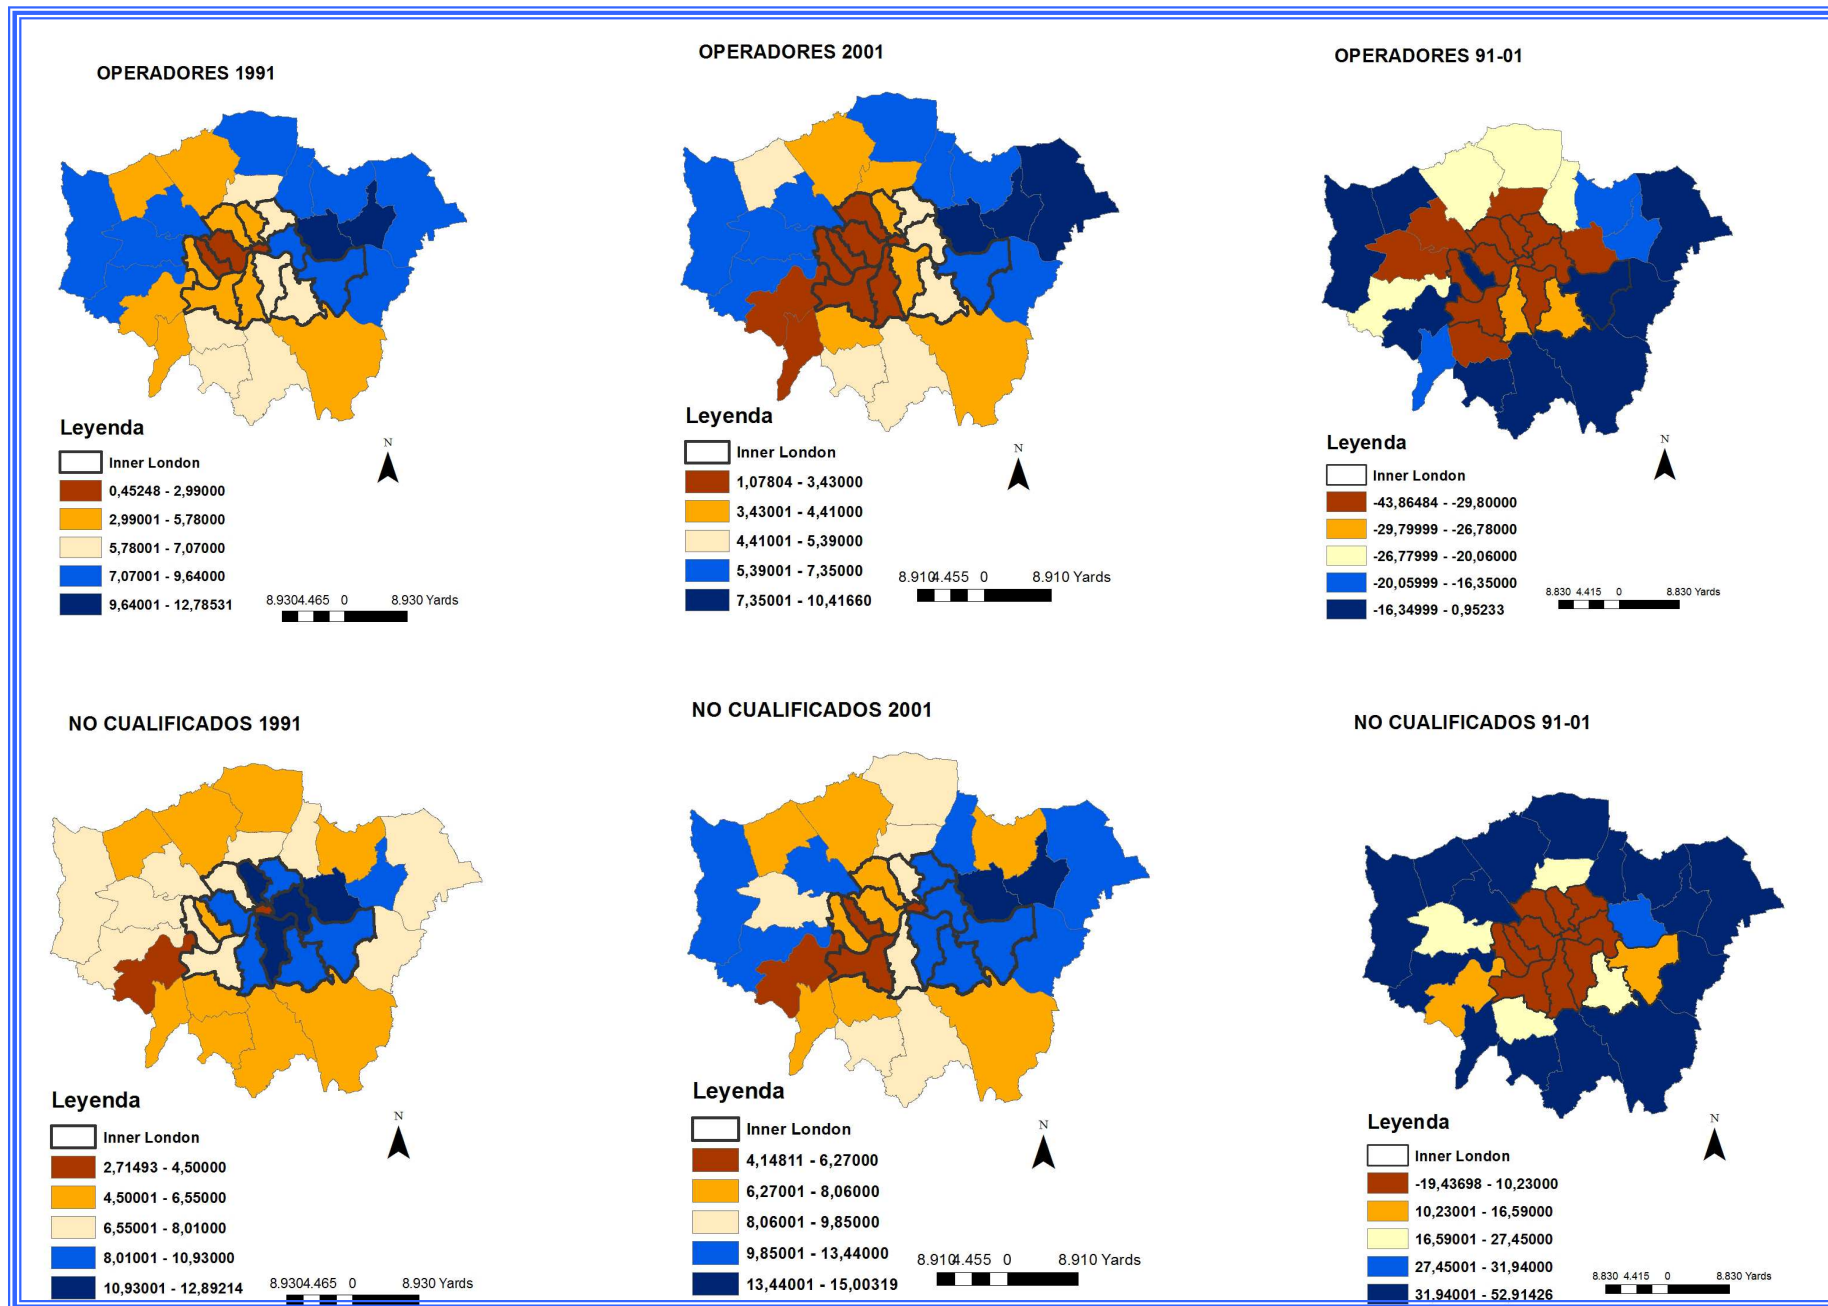 OPERADORES 1991
N
Leyenda
Inner London
0,45248 - 2,99000
2,99001 - 5,78000
5,78001 - 7,07000
7,07001 - 9,64000
9,64001 - 12,78531
8.930 4.465 0 8.930 Yards
OPERADORES 2001
N
Leyenda
Inner London
1,07804 - 3,43000
3,43001 - 4,41000
4,41001 - 5,39000
5,39001 - 7,35000
7,35001 - 10,41660
8.910 4.455 0 8.910 Yards
OPERADORES 91-01
N
Leyenda
Inner London
-43,86484 - -29,80000
-29,79999 - -26,78000
-26,77999 - -20,06000
-20,05999 - -16,35000
-16,34999 - 0,95233
8.830 4.415 0 8.830 Yards
NO CUALIFICADOS 1991
N
Leyenda
Inner London
2,71493 - 4,50000
4,50001 - 6,55000
6,55001 - 8,01000
8,01001 - 10,93000
10,93001 - 12,89214
8.930 4.465 0 8.930 Yards
NO CUALIFICADOS 2001
N
Leyenda
Inner London
4,14811 - 6,27000
6,27001 - 8,06000
8,06001 - 9,85000
9,85001 - 13,44000
13,44001 - 15,00319
8.910 4.455 0 8.910 Yards
NO CUALIFICADOS 91-01
N
Leyenda
Inner London
-19,43698 - 10,23000
10,23001 - 16,59000
16,59001 - 27,45000
27,45001 - 31,94000
31,94001 - 52,91426
8.830 4.415 0 8.830 Yards